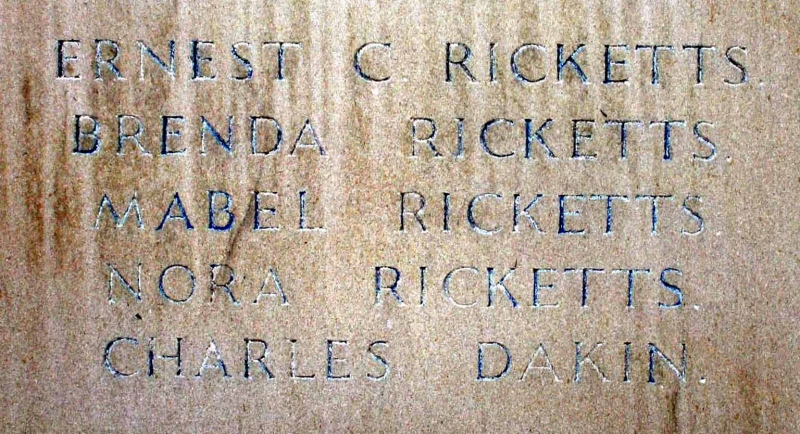 ERNEST C RICKETTS.
BRENDA RICKETTS.
MABEL RICKETTS.
NORA RICKETTS.
CHARLES DAKIN.